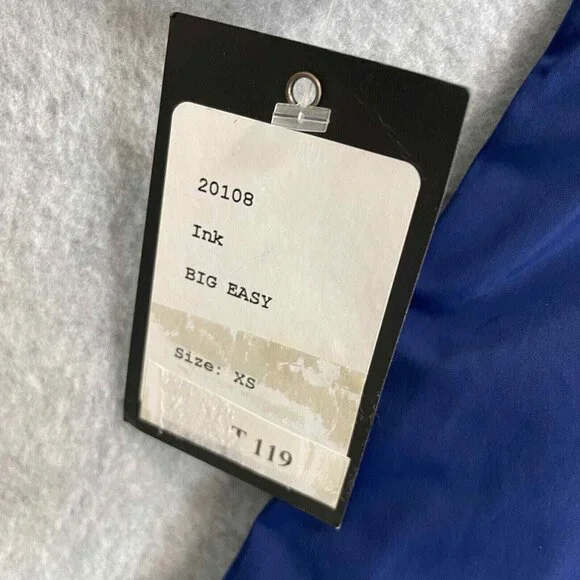 20108
Ink
BIG EASY
Size: XS
T 119